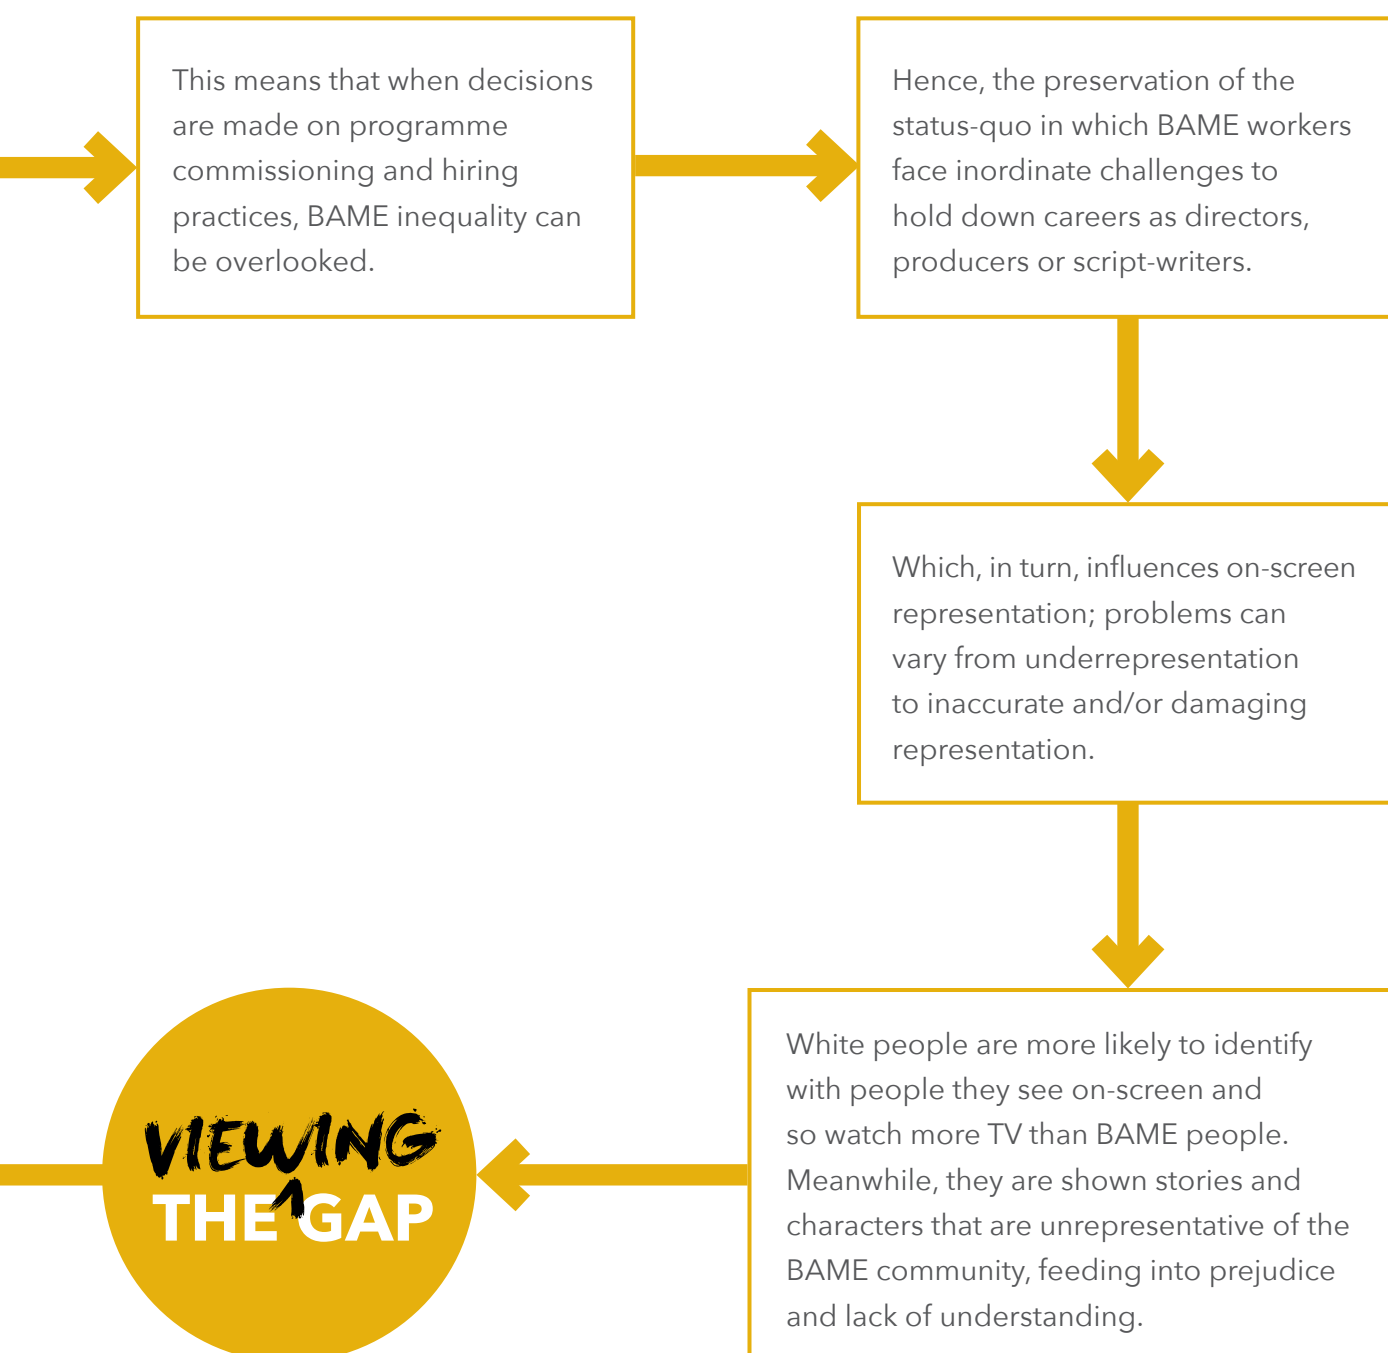 This means that when decisions
are made on programme
commissioning and hiring
practices, BAME inequality can
be overlooked.
Hence, the preservation of the
status-quo in which BAME workers
face inordinate challenges to
hold down careers as directors,
producers or script-writers.
Which, in turn, influences on-screen
representation; problems can
vary from underrepresentation
to inaccurate and/or damaging
representation.
White people are more likely to identify
with people they see on-screen and
so watch more TV than BAME people.
Meanwhile, they are shown stories and
characters that are unrepresentative of the
BAME community, feeding into prejudice
and lack of understanding.
VIEWING
THE GAP